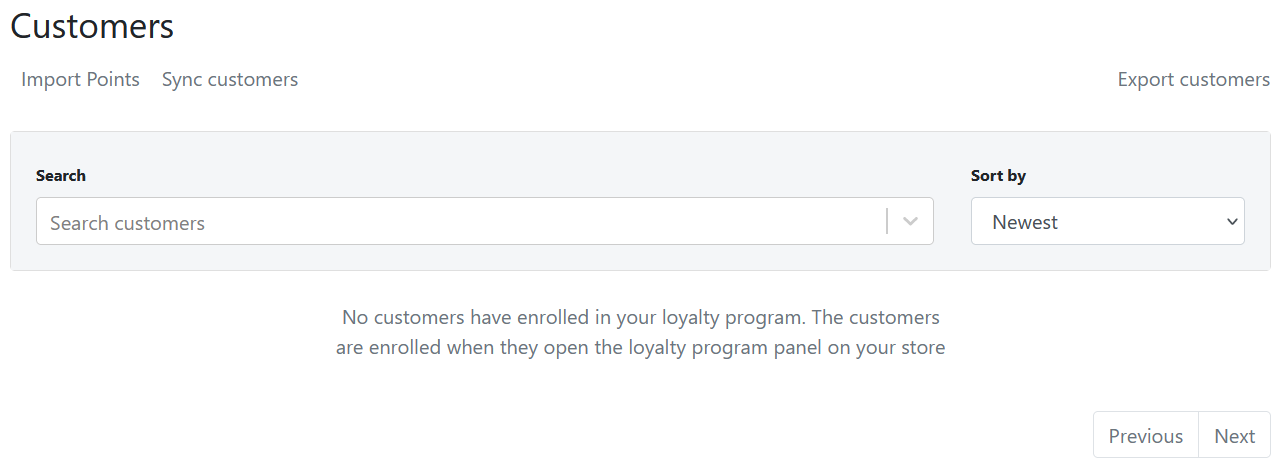 Customers
Import Points
Sync customers
Export customers
Search
Sort by
Search customers
Newest
No customers have enrolled in your loyalty program. The customers
are enrolled when they open the loyalty program panel on your store
Previous
Next